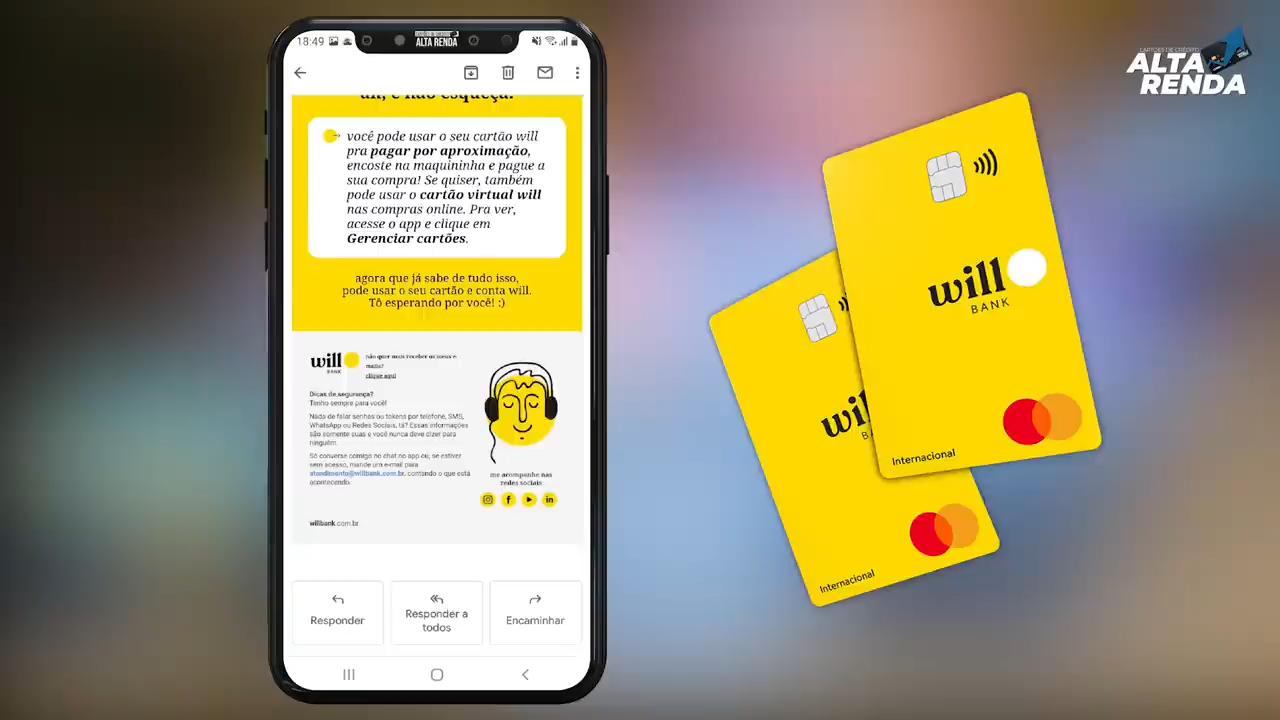 18:49
ALTA RENDA
ah, e não esqueça:
você pode usar o seu cartão will
pra pagar por aproximação,
encoste na maquininha e pague a
sua compra! Se quiser, também
pode usar o cartão virtual will
nas compras online. Pra ver,
acesse o app e clique em
Gerenciar cartões.
agora que já sabe de tudo isso,
pode usar o seu cartão e conta will.
Tô esperando por você! :)
will
BANK
não quer mais receber os meus e-
mails?
clique aqui
Dicas de segurança?
Tenho sempre para você!
Nada de falar senhas ou tokens por telefone, SMS,
WhatsApp ou Redes Sociais, tá? Essas informações
são somente suas e você nunca deve dizer para
ninguém.
Só converse comigo no chat no app ou, se estiver
sem acesso, mande um e-mail para
atendimento@willbank.com.br, contando o que está
acontecendo.
me acompanhe nas
redes sociais
willbank.com.br
Responder
Responder a
todos
Encaminhar
CARTÕES DE CRÉDITO
ALTA
RENDA
will
BANK
Internacional
wil
B
Internacional